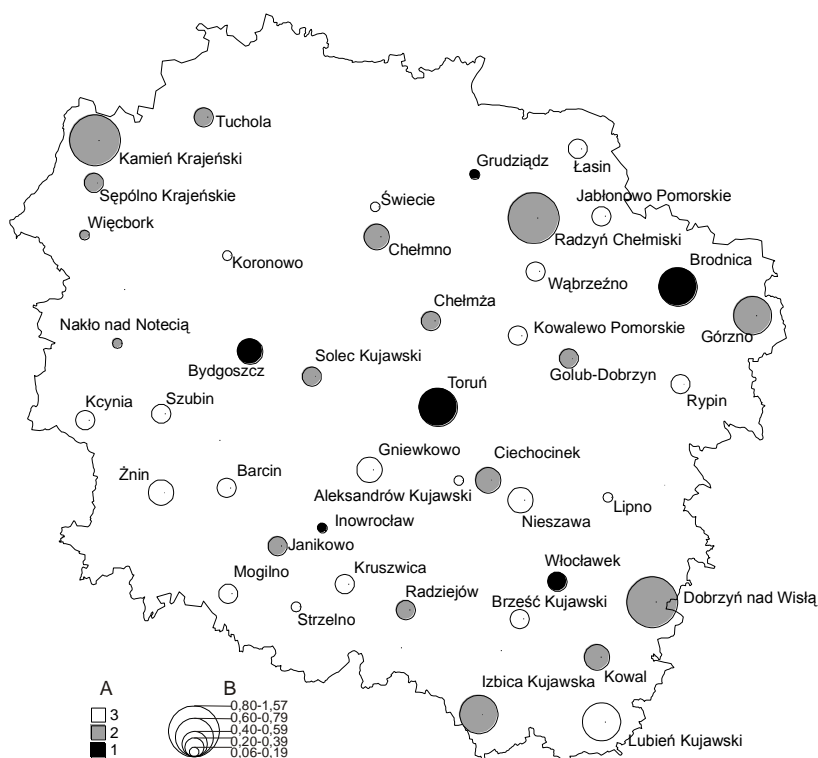 Tuchola
Kamień Krajeński
Grudziądz
Łasin
Sępólno Krajeńskie
Świecie
Jabłonowo Pomorskie
Więcbork
Chełmno
Radzyń Chełmiski
Koronowo
Wąbrzeźno
Brodnica
Chełmża
Nakło nad Notecią
Kowalewo Pomorskie
Górzno
Bydgoszcz
Solec Kujawski
Golub-Dobrzyn
Toruń
Rypin
Kcynia
Szubin
Gniewkowo
Ciechocinek
Żnin
Barcin
Aleksandrów Kujawski
Nieszawa
Lipno
Inowrocław
Janikowo
Włocławek
Mogilno
Kruszwica
Radziejów
Brześć Kujawski
Dobrzyń nad Wisłą
Strzelno
Izbica Kujawska
Kowal
Lubień Kujawski
A
3
2
1
B
0,80-1,57
0,60-0,79
0,40-0,59
0,20-0,39
0,06-0,19